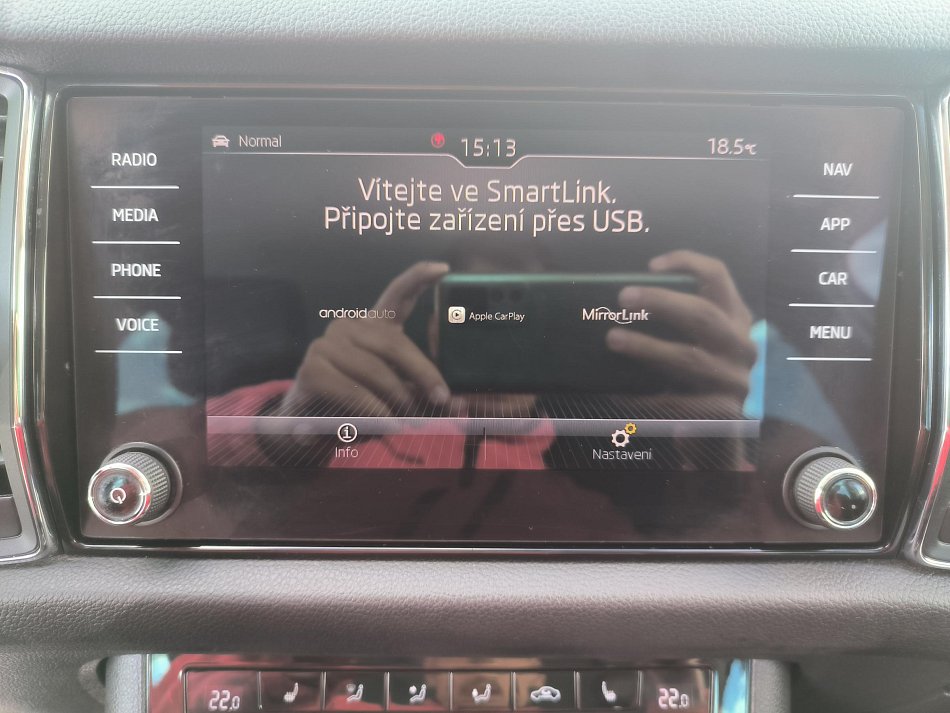 Normal
15:13
18.5°C
RADIO
MEDIA
PHONE
VOICE
NAV
APP
CAR
MENU
Vítejte ve SmartLink.
Připojte zařízení přes USB.
androidauto
Apple CarPlay
MirrorLink
Info
Nastavení
22.0
22.0